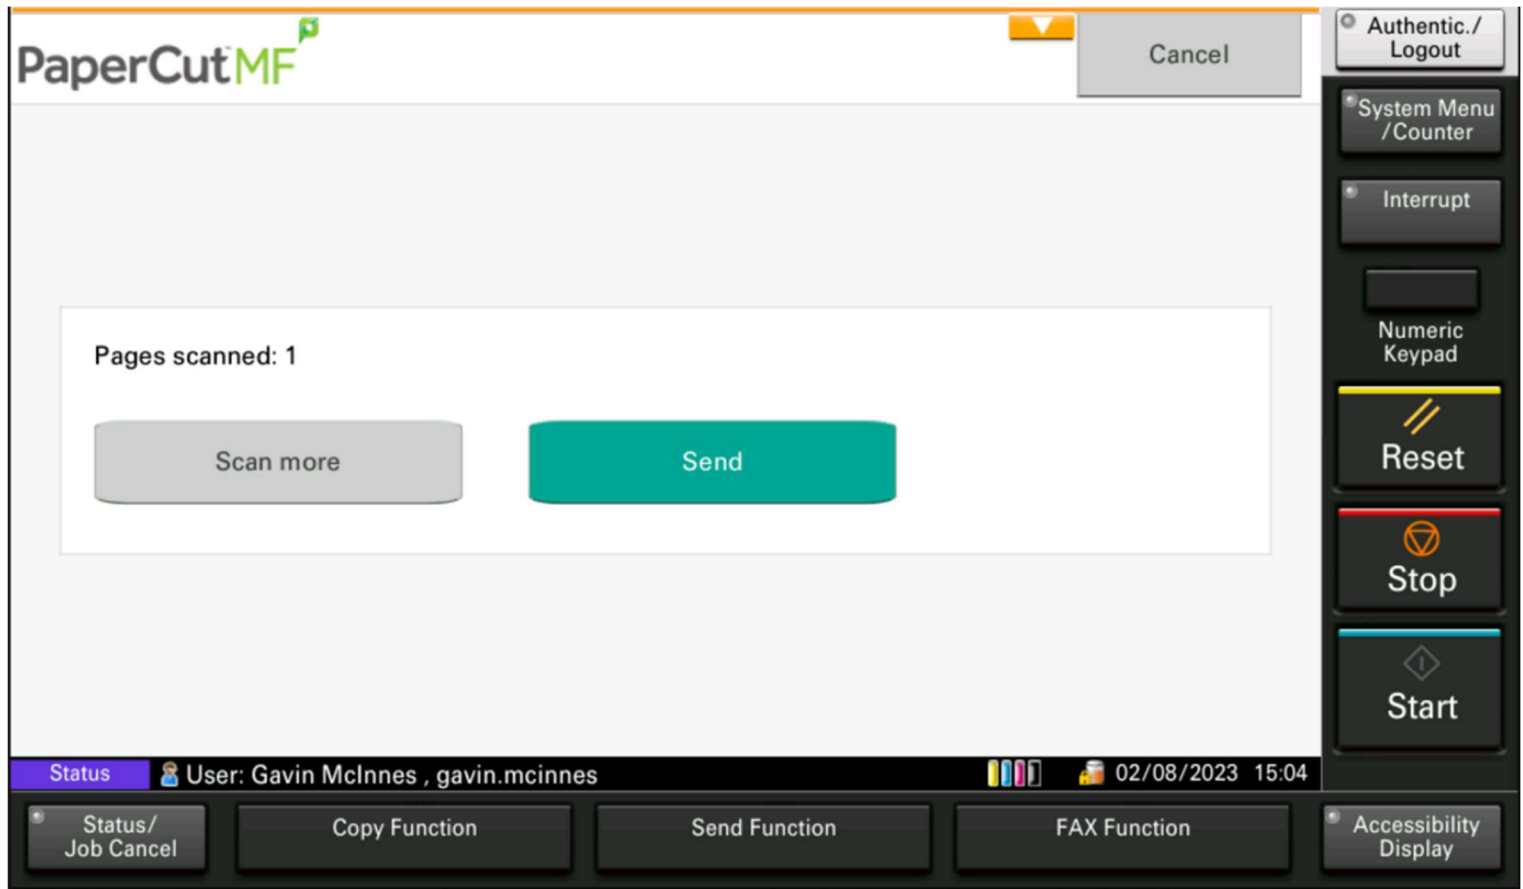 PaperCut MF
Cancel
Authentic./
Logout
System Menu
/Counter
Interrupt
Numeric
Keypad
Pages scanned: 1
Scan more
Send
Reset
Stop
Start
Status
User: Gavin McInnes , gavin.mcinnes
02/08/2023 15:04
Status/
Job Cancel
Copy Function
Send Function
FAX Function
Accessibility
Display